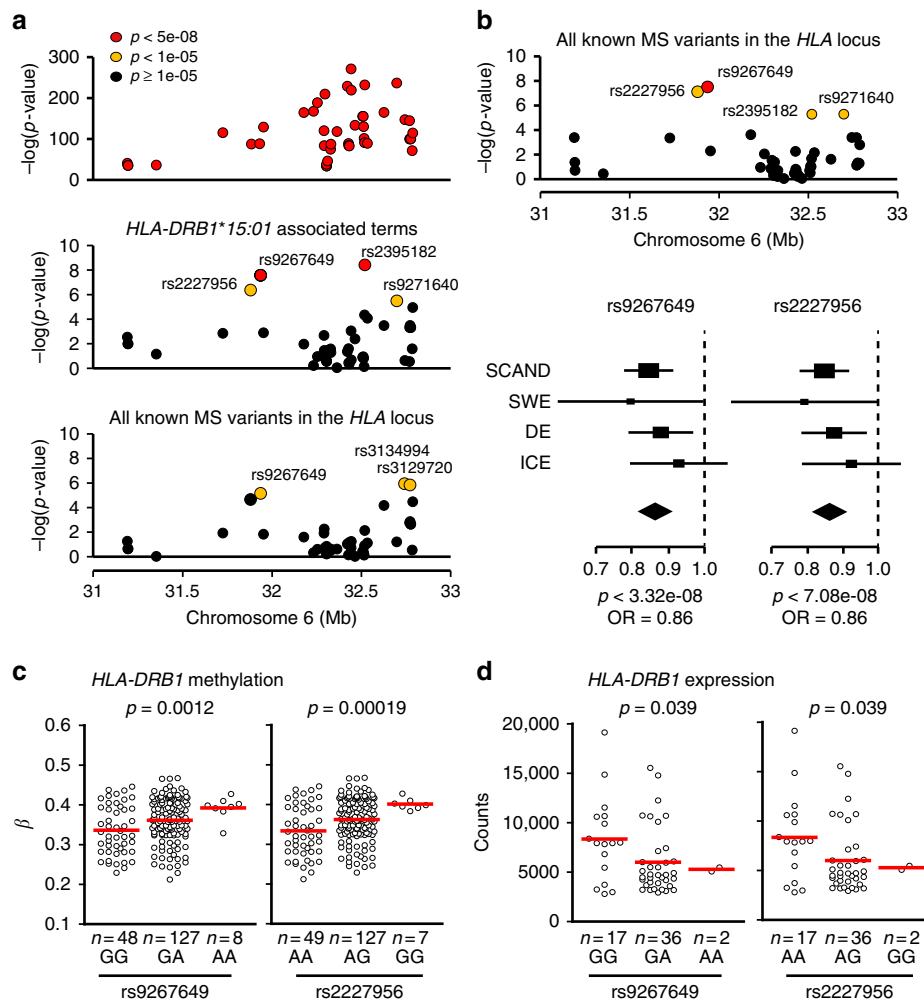 a
p < 5e-08
p < 1e-05
p ≥ 1e-05
300
200
100
0
−log(p-value)
HLA-DRB1*15:01 associated terms
10
8
6
4
2
0
−log(p-value)
rs2227956
rs9267649
rs2395182
rs9271640
All known MS variants in the HLA locus
10
8
6
4
2
0
−log(p-value)
rs9267649
rs3134994
rs3129720
31 31.5 32 32.5 33
Chromosome 6 (Mb)
b
All known MS variants in the HLA locus
10
8
6
4
2
0
−log(p-value)
rs2227956
rs9267649
rs2395182
rs9271640
31 31.5 32 32.5 33
Chromosome 6 (Mb)
rs9267649 rs2227956
SCAND
SWE
DE
ICE
0.7 0.8 0.9 1.0 0.7 0.8 0.9 1.0
p < 3.32e-08 p < 7.08e-08
OR = 0.86 OR = 0.86
c
HLA-DRB1 methylation
p = 0.0012 p = 0.00019
0.6
0.5
0.4
0.3
0.2
0.1
β
n=48 n=127 n=8 n=49 n=127 n=7
GG GA AA AA AG GG
rs9267649 rs2227956
d
HLA-DRB1 expression
p = 0.039 p = 0.039
20,000
15,000
10,000
5000
0
Counts
n=17 n=36 n=2 n=17 n=36 n=2
GG GA AA AA AG GG
rs9267649 rs2227956